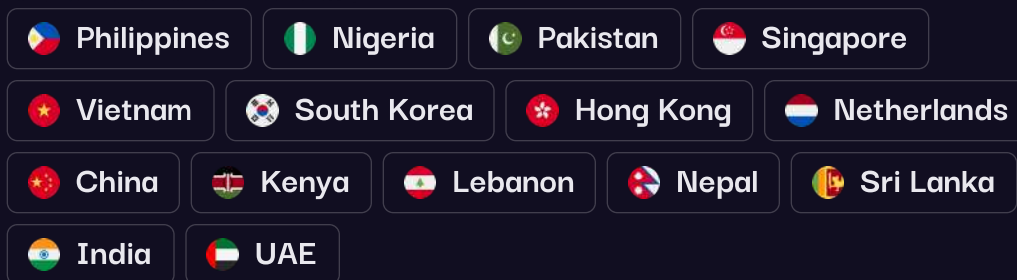 Philippines Nigeria Pakistan Singapore
Vietnam South Korea Hong Kong Netherlands
China Kenya Lebanon Nepal Sri Lanka
India UAE